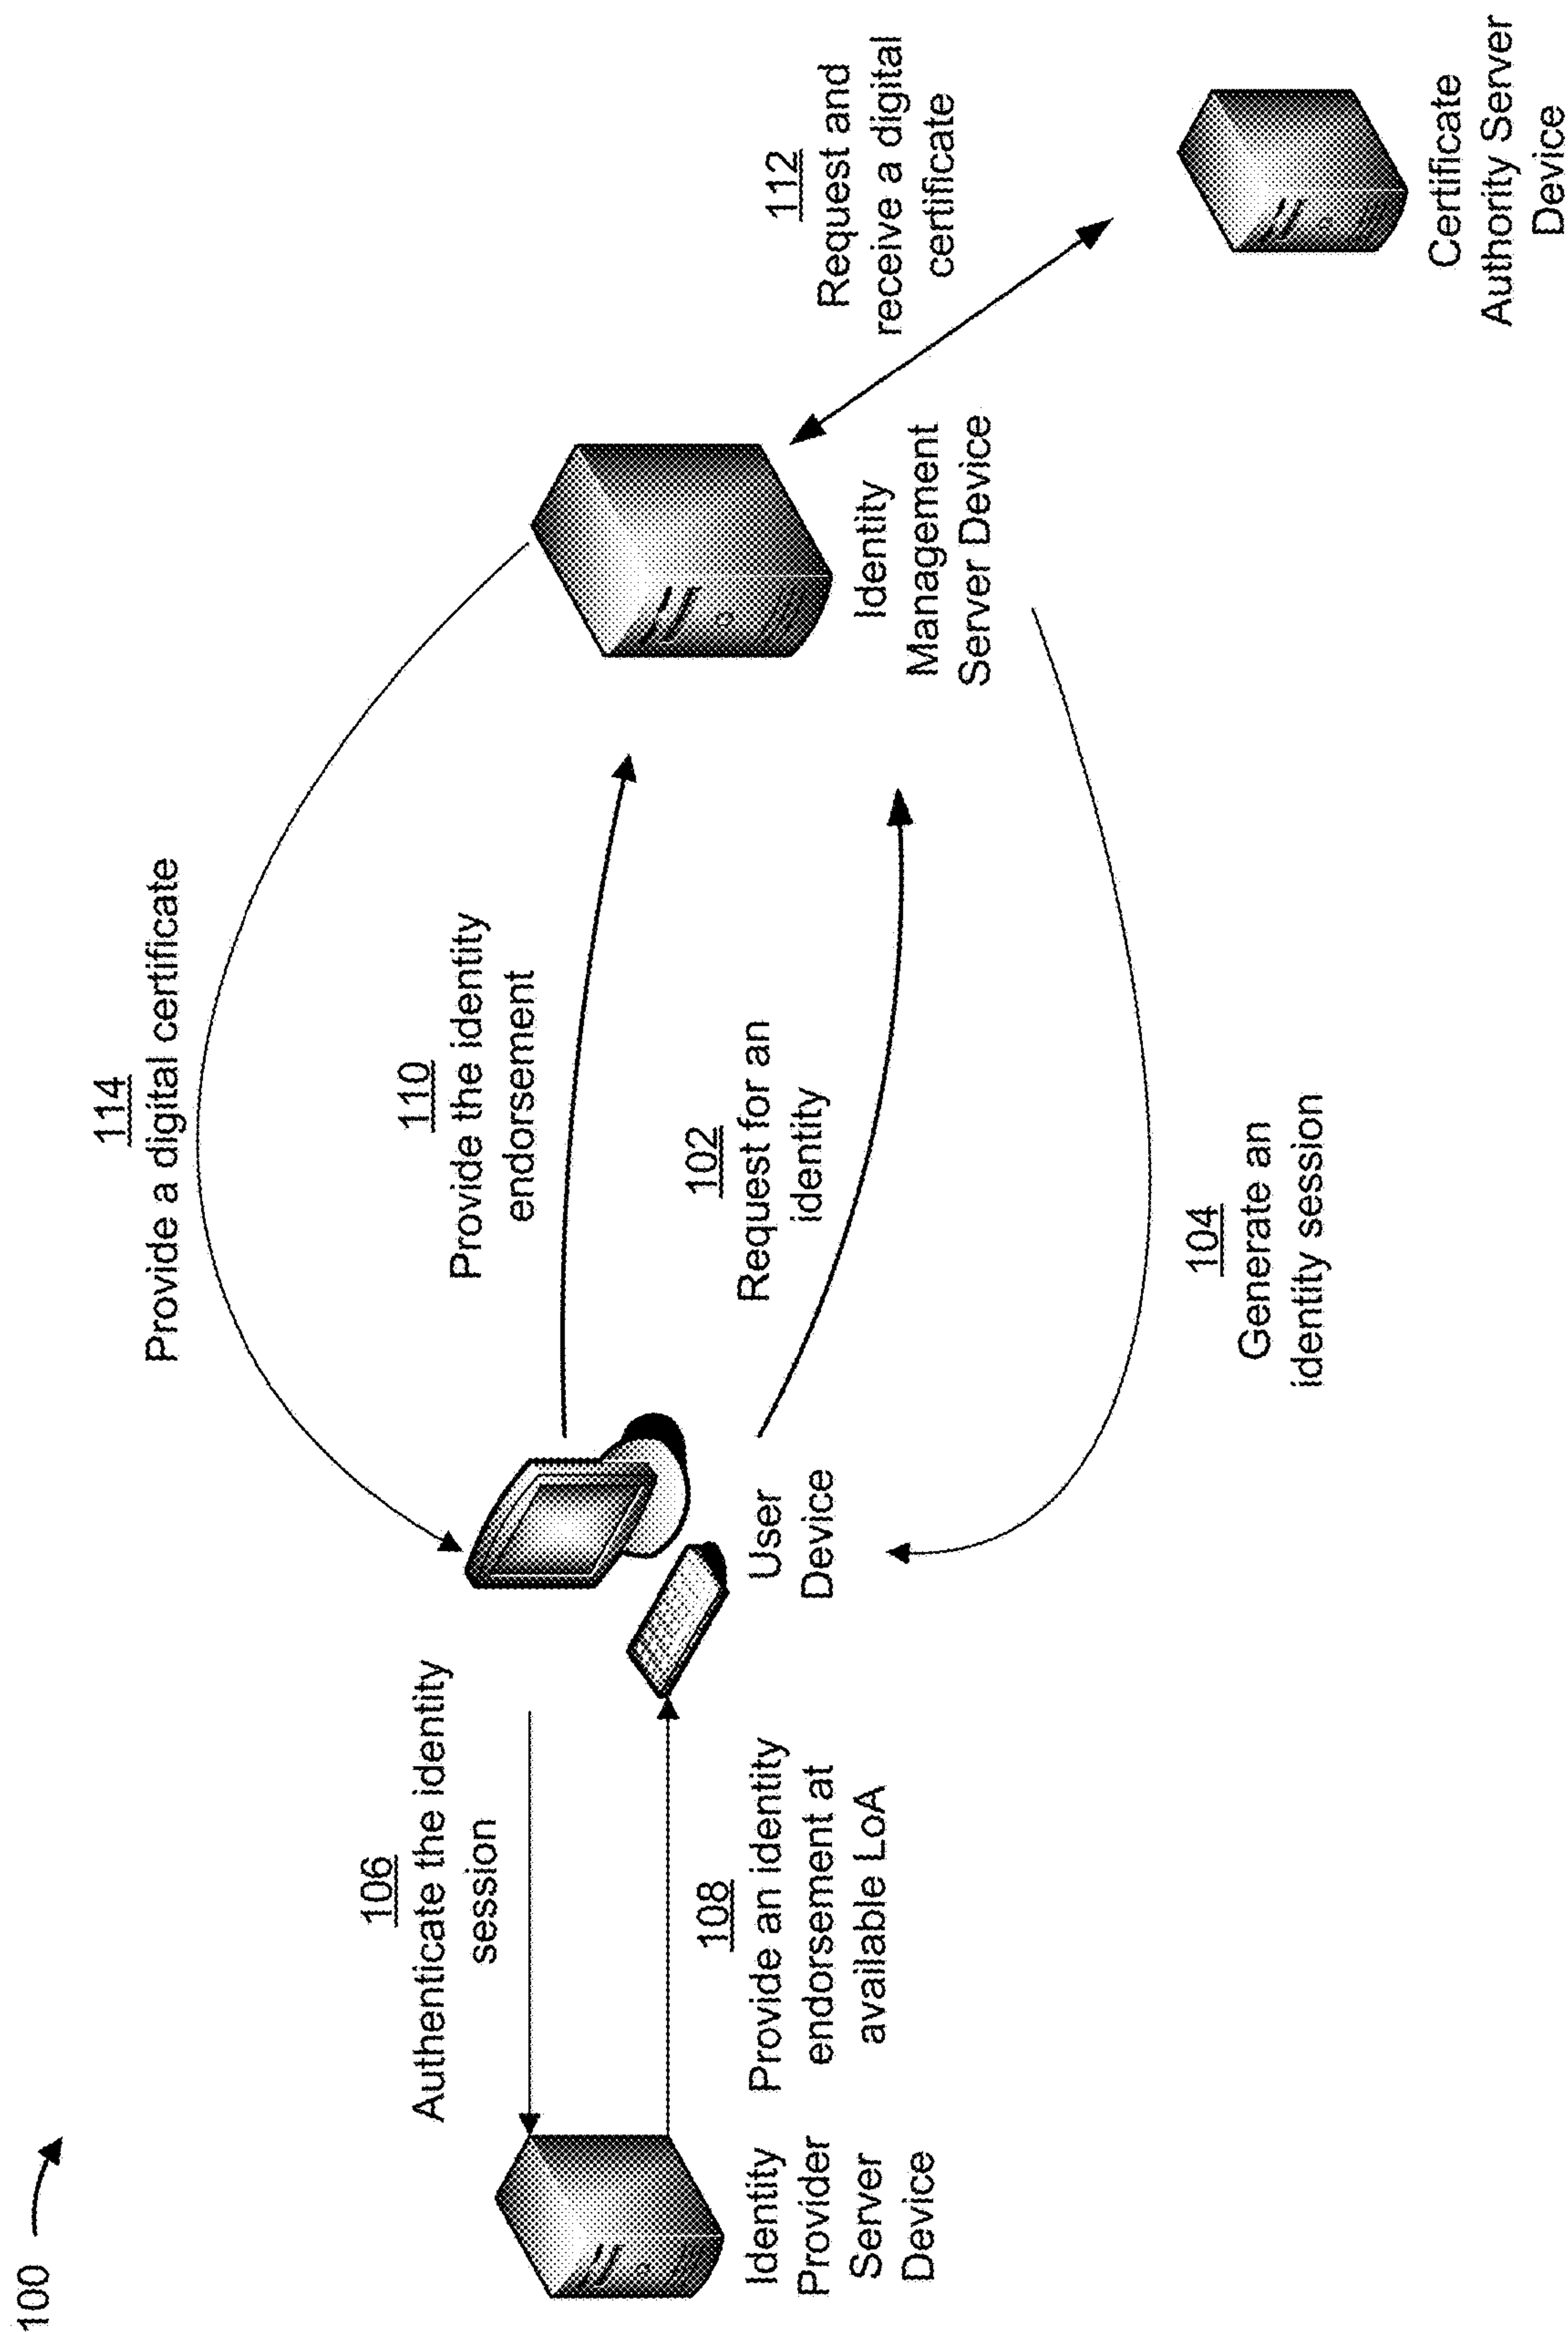 100
114
Provide a digital certificate
106
Authenticate the identity
session
110
Provide the identity
endorsement
112
Request and
receive a digital
certificate
108
Provide an identity
endorsement at
available LoA
102
Request for an
identity
Identity
Provider
Server
Device
User
Device
Identity
Management
Server Device
104
Generate an
identity session
Certificate
Authority Server
Device